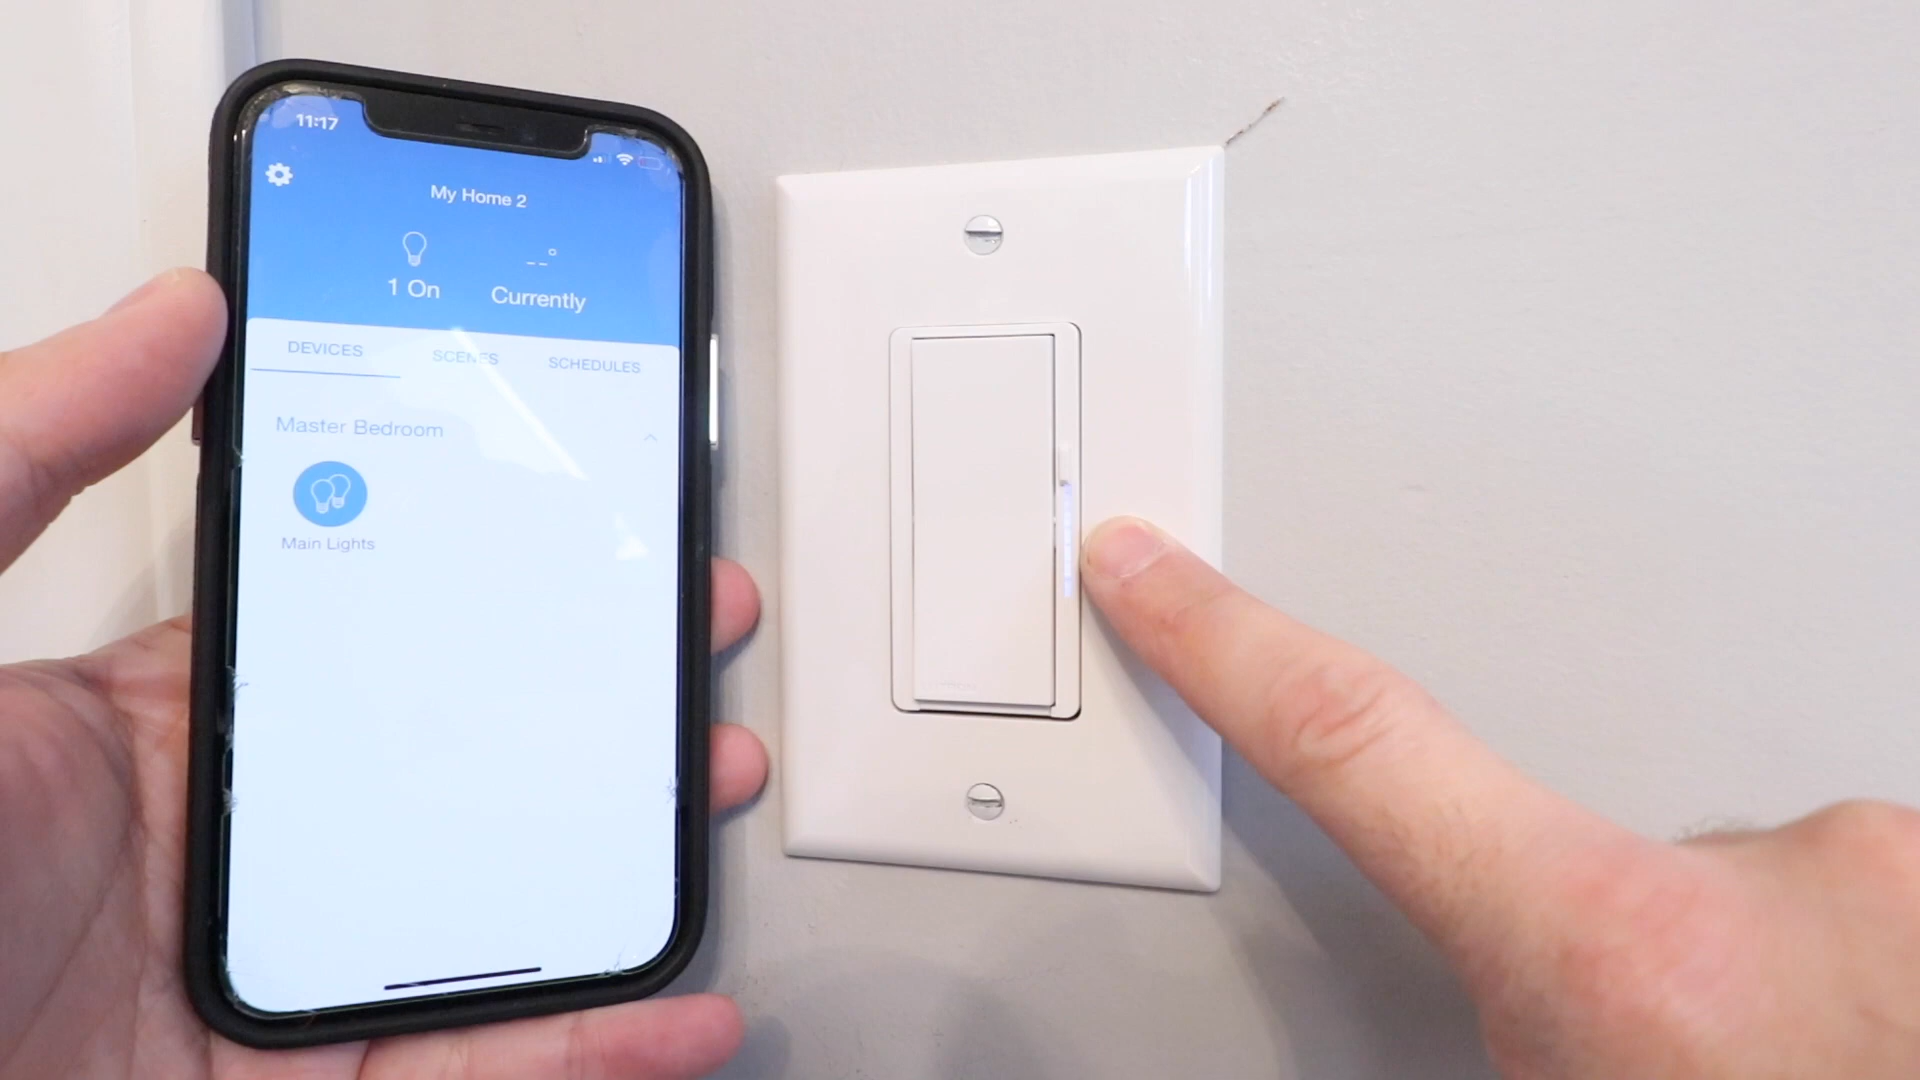 11:17
My Home 2
--°
1 On
Currently
DEVICES
SCENES
SCHEDULES
Master Bedroom
Main Lights